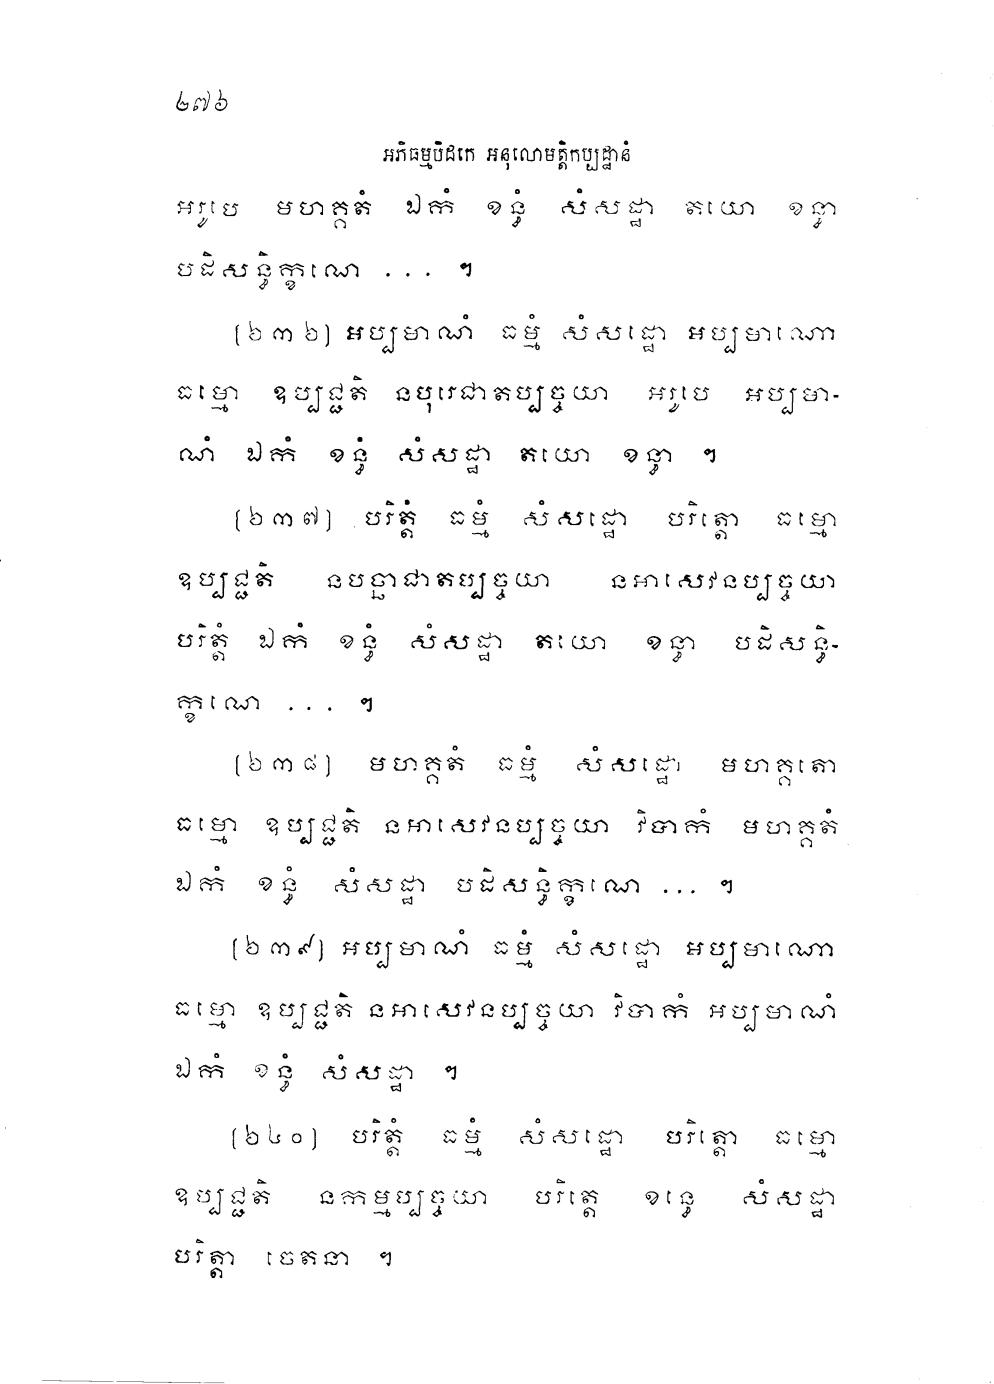 ២៧៦
អភិធម្មបិដកេ អនុលោមត្តិកប្បដ្ឋានំ
អរូបេ មហគ្គតំ ឯកំ ខន្ធំ សំសដ្ឋា តយោ ខន្ធា
បដិសន្ធិក្ខណេ ... ។
[២៣៦] អប្បមាណំ ធម្មំ សំសដ្ឋោ អប្បមាណោ
ធម្មោ ឧប្បជ្ជតិ នបុរេជាតប្បច្ចយា អរូបេ អប្បមា-
ណំ ឯកំ ខន្ធំ សំសដ្ឋា តយោ ខន្ធា ។
[២៣៧] បរិត្តំ ធម្មំ សំសដ្ឋោ បរិត្តោ ធម្មោ
ឧប្បជ្ជតិ នបច្ឆាជាតប្បច្ចយា នអាសេវនប្បច្ចយា
បរិត្តំ ឯកំ ខន្ធំ សំសដ្ឋា តយោ ខន្ធា បដិសន្ធិ-
ក្ខណេ ... ។
[២៣៨] មហគ្គតំ ធម្មំ សំសដ្ឋោ មហគ្គតោ
ធម្មោ ឧប្បជ្ជតិ នអាសេវនប្បច្ចយា វិបាកំ មហគ្គតំ
ឯកំ ខន្ធំ សំសដ្ឋា បដិសន្ធិក្ខណេ ... ។
[២៣៩] អប្បមាណំ ធម្មំ សំសដ្ឋោ អប្បមាណោ
ធម្មោ ឧប្បជ្ជតិ នអាសេវនប្បច្ចយា វិបាកំ អប្បមាណំ
ឯកំ ខន្ធំ សំសដ្ឋា ។
[២៤០] បរិត្តំ ធម្មំ សំសដ្ឋោ បរិត្តោ ធម្មោ
ឧប្បជ្ជតិ នកម្មប្បច្ចយា បរិត្តេ ខន្ធេ សំសដ្ឋា
បរិត្តា ចេតនា ។